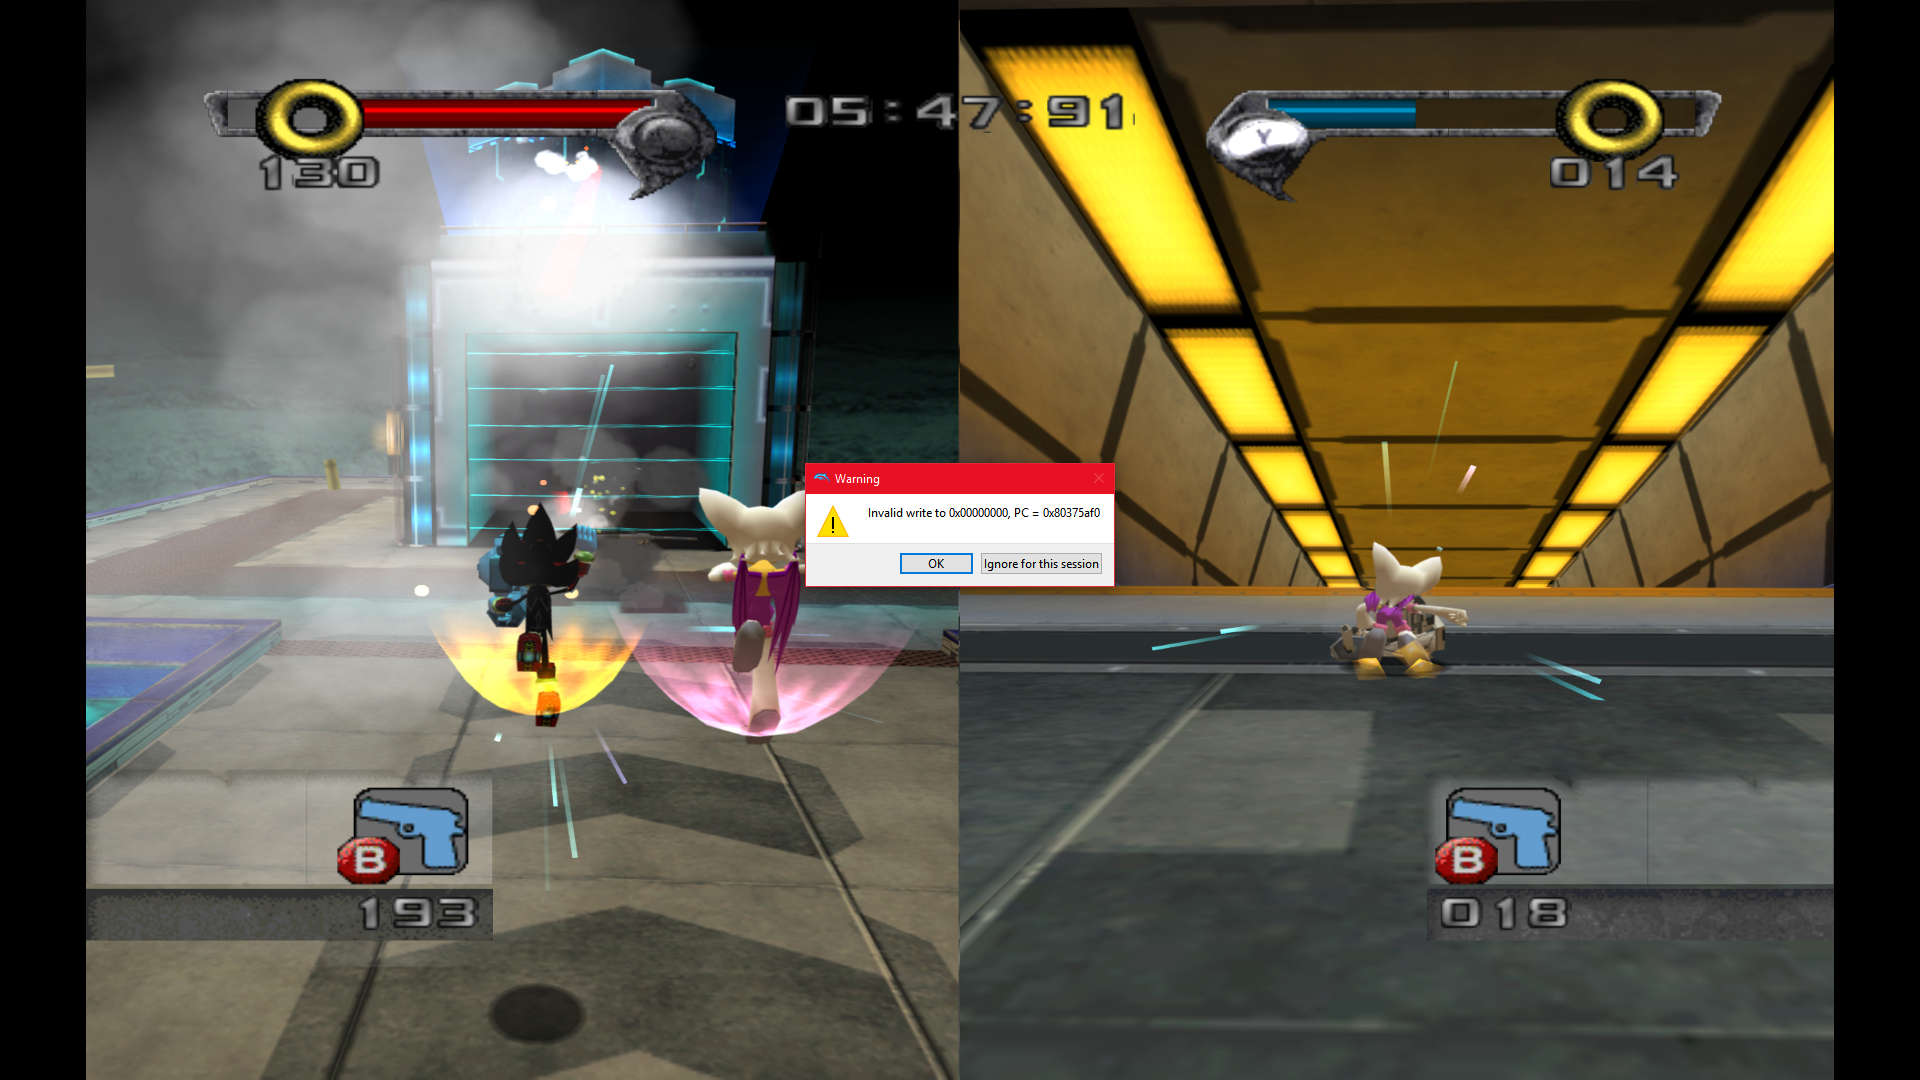 05:47:91
130
Y
014
Warning
Invalid write to 0x00000000, PC = 0x80375af0
OK
Ignore for this session
B
193
B
018